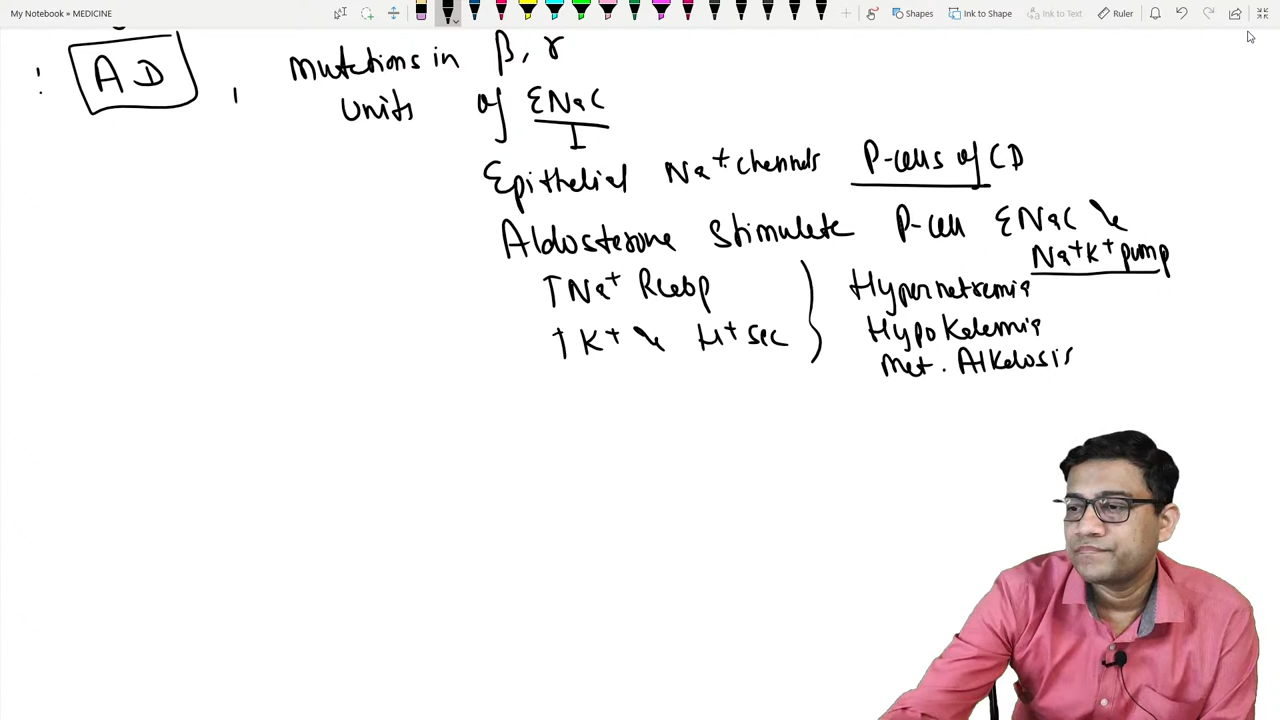 My Notebook » MEDICINE
Shapes
Ink to Shape
Ink to Text
Ruler
: AD , mutations in β, γ
units of ENaC
Epithelial Na+ channels P-cells of CD
Aldosterone stimulate P-cell ENaC &
Na+K+ pump
↑Na+ Reabp
Hypernatremia
↑K+ & H+ sec
Hypokalemia
Met. Alkalosis